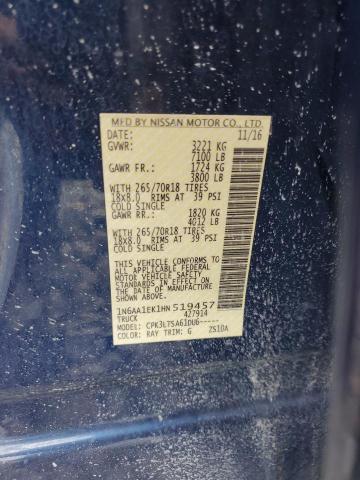 MFD BY NISSAN MOTOR CO., LTD.
DATE: 11/16
GVWR: 3221 KG
7100 LB
GAWR FR.: 1724 KG
3800 LB
WITH 265/70R18 TIRES
18x8.0 RIMS AT 39 PSI
COLD SINGLE
GAWR RR.: 1820 KG
4012 LB
WITH 265/70R18 TIRES
18x8.0 RIMS AT 39 PSI
COLD SINGLE
THIS VEHICLE CONFORMS TO ALL
APPLICABLE FEDERAL MOTOR
VEHICLE SAFETY STANDARDS IN
EFFECT ON THE DATE OF
MANUFACTURE SHOWN ABOVE.
1N6AA1EK1HN519457
TRUCK 427914
MODEL: CPK3LTSA61DU6-----
COLOR: RAY TRIM: G ZS1DA